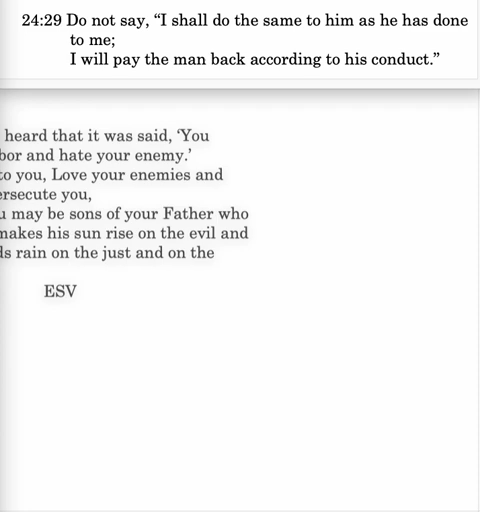 24:29 Do not say, “I shall do the same to him as he has done
to me;
I will pay the man back according to his conduct.”
heard that it was said, ‘You
bor and hate your enemy.’
to you, Love your enemies and
ersecute you,
u may be sons of your Father who
makes his sun rise on the evil and
ds rain on the just and on the
ESV